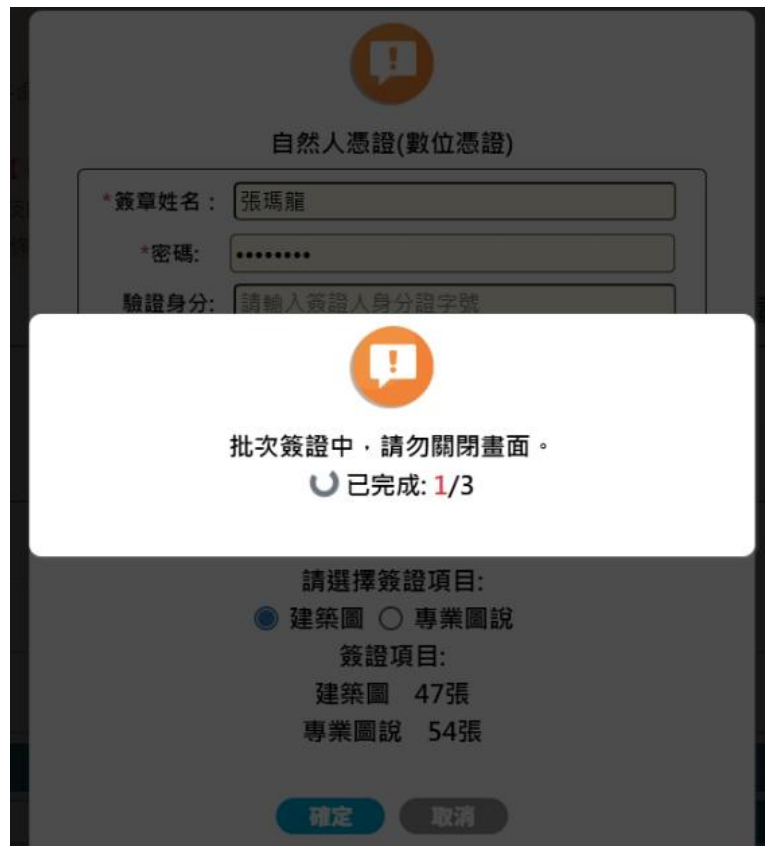 自然人憑證(數位憑證)
*簽章姓名： 張瑪龍
*密碼: ••••••••
驗證身分: 請輸入簽證人身分證字號
批次簽證中，請勿關閉畫面。
已完成: 1/3
請選擇簽證項目:
建築圖 專業圖說
簽證項目:
建築圖 47張
專業圖說 54張
確定 取消